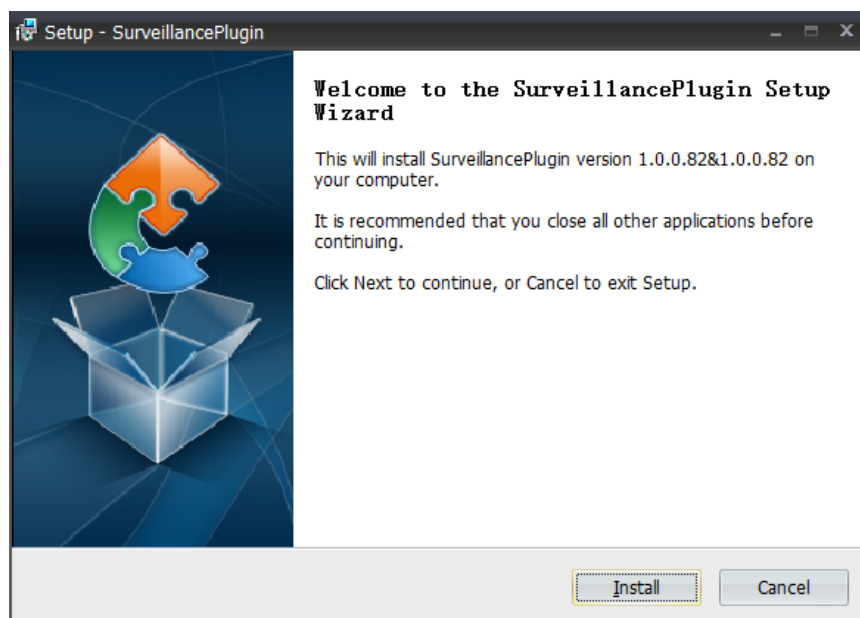 Setup - SurveillancePlugin
Welcome to the SurveillancePlugin Setup
Wizard
This will install SurveillancePlugin version 1.0.0.82&1.0.0.82 on
your computer.
It is recommended that you close all other applications before
continuing.
Click Next to continue, or Cancel to exit Setup.
Install
Cancel